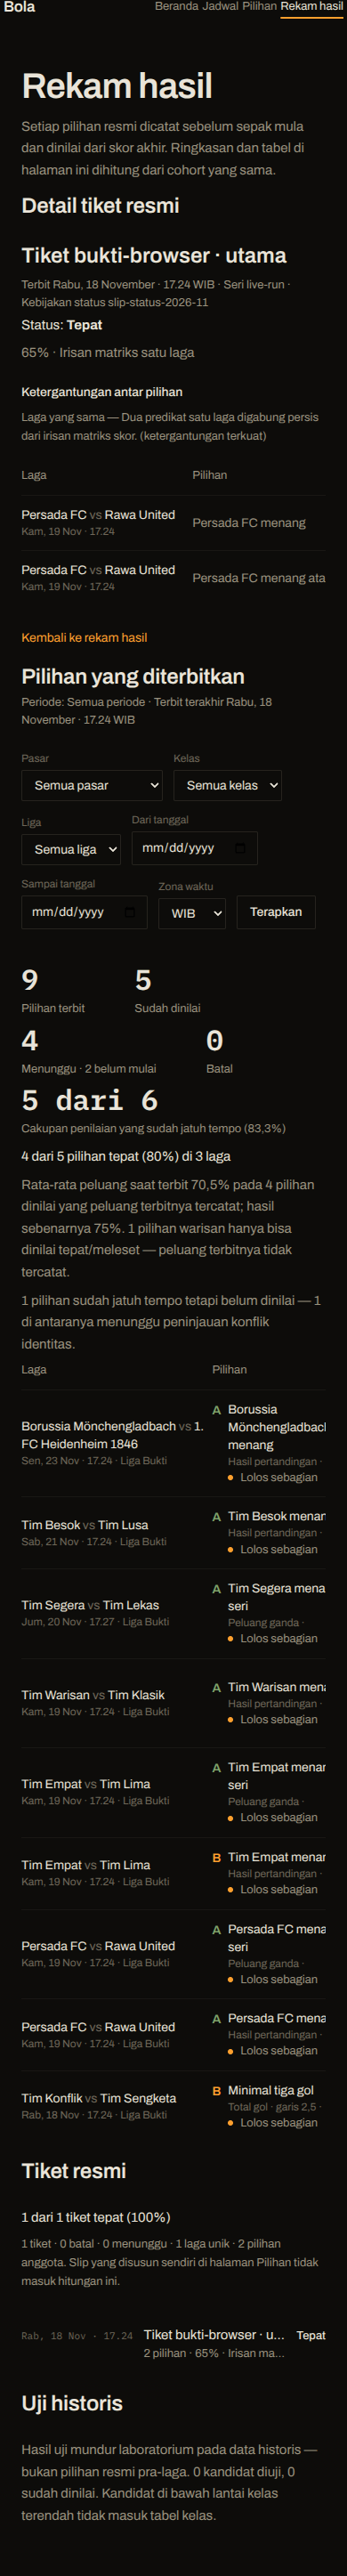 Bola
Beranda Jadwal Pilihan Rekam hasil
Rekam hasil
Setiap pilihan resmi dicatat sebelum sepak mula
dan dinilai dari skor akhir. Ringkasan dan tabel di
halaman ini dihitung dari cohort yang sama.
Detail tiket resmi
Tiket bukti-browser · utama
Terbit Rabu, 18 November · 17.24 WIB · Seri live-run ·
Kebijakan status slip-status-2026-11
Status: Tepat
65% · Irisan matriks satu laga
Ketergantungan antar pilihan
Laga yang sama — Dua predikat satu laga digabung persis
dari irisan matriks skor. (ketergantungan terkuat)
Laga Pilihan
Persada FC vs Rawa United
Kam, 19 Nov · 17.24
Persada FC menang
Persada FC vs Rawa United
Kam, 19 Nov · 17.24
Persada FC menang ata
Kembali ke rekam hasil
Pilihan yang diterbitkan
Periode: Semua periode · Terbit terakhir Rabu, 18
November · 17.24 WIB
Pasar Kelas
Semua pasar Semua kelas
Liga Dari tanggal
Semua liga mm/dd/yyyy
Sampai tanggal Zona waktu
mm/dd/yyyy WIB Terapkan
9 5
Pilihan terbit Sudah dinilai
4 0
Menunggu · 2 belum mulai Batal
5 dari 6
Cakupan penilaian yang sudah jatuh tempo (83,3%)
4 dari 5 pilihan tepat (80%) di 3 laga
Rata-rata peluang saat terbit 70,5% pada 4 pilihan
dinilai yang peluang terbitnya tercatat; hasil
sebenarnya 75%. 1 pilihan warisan hanya bisa
dinilai tepat/meleset — peluang terbitnya tidak
tercatat.
1 pilihan sudah jatuh tempo tetapi belum dinilai — 1
di antaranya menunggu peninjauan konflik
identitas.
Laga Pilihan
Borussia Mönchengladbach vs 1.
FC Heidenheim 1846
Sen, 23 Nov · 17.24 · Liga Bukti
A Borussia
Mönchengladbach
menang
Hasil pertandingan ·
Lolos sebagian
Tim Besok vs Tim Lusa
Sab, 21 Nov · 17.24 · Liga Bukti
A Tim Besok menan
Hasil pertandingan ·
Lolos sebagian
Tim Segera vs Tim Lekas
Jum, 20 Nov · 17.27 · Liga Bukti
A Tim Segera mena
seri
Peluang ganda ·
Lolos sebagian
Tim Warisan vs Tim Klasik
Kam, 19 Nov · 17.24 · Liga Bukti
A Tim Warisan mena
Hasil pertandingan ·
Lolos sebagian
Tim Empat vs Tim Lima
Kam, 19 Nov · 17.24 · Liga Bukti
A Tim Empat menan
seri
Peluang ganda ·
Lolos sebagian
Tim Empat vs Tim Lima
Kam, 19 Nov · 17.24 · Liga Bukti
B Tim Empat menan
Hasil pertandingan ·
Lolos sebagian
Persada FC vs Rawa United
Kam, 19 Nov · 17.24 · Liga Bukti
A Persada FC mena
seri
Peluang ganda ·
Lolos sebagian
Persada FC vs Rawa United
Kam, 19 Nov · 17.24 · Liga Bukti
A Persada FC mena
Hasil pertandingan ·
Lolos sebagian
Tim Konflik vs Tim Sengketa
Rab, 18 Nov · 17.24 · Liga Bukti
B Minimal tiga gol
Total gol · garis 2,5 ·
Lolos sebagian
Tiket resmi
1 dari 1 tiket tepat (100%)
1 tiket · 0 batal · 0 menunggu · 1 laga unik · 2 pilihan
anggota. Slip yang disusun sendiri di halaman Pilihan tidak
masuk hitungan ini.
Rab, 18 Nov · 17.24 Tiket bukti-browser · u... Tepat
2 pilihan · 65% · Irisan ma...
Uji historis
Hasil uji mundur laboratorium pada data historis —
bukan pilihan resmi pra-laga. 0 kandidat diuji, 0
sudah dinilai. Kandidat di bawah lantai kelas
terendah tidak masuk tabel kelas.